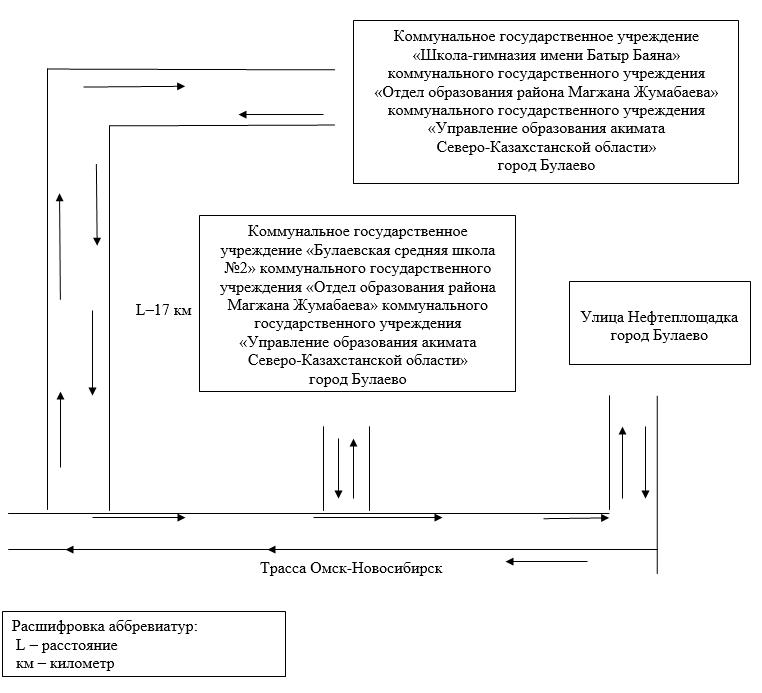 Коммунальное государственное учреждение
«Школа-гимназия имени Батыр Баяна»
коммунального государственного учреждения
«Отдел образования района Магжана Жумабаева»
коммунального государственного учреждения
«Управление образования акимата
Северо-Казахстанской области»
город Булаево
Коммунальное государственное
учреждение «Булаевская средняя школа
№2» коммунального государственного
учреждения «Отдел образования района
Магжана Жумабаева» коммунального
государственного учреждения
«Управление образования акимата
Северо-Казахстанской области»
город Булаево
L–17 км
Улица Нефтеплощадка
город Булаево
Трасса Омск-Новосибирск
Расшифровка аббревиатур:
L – расстояние
км – километр